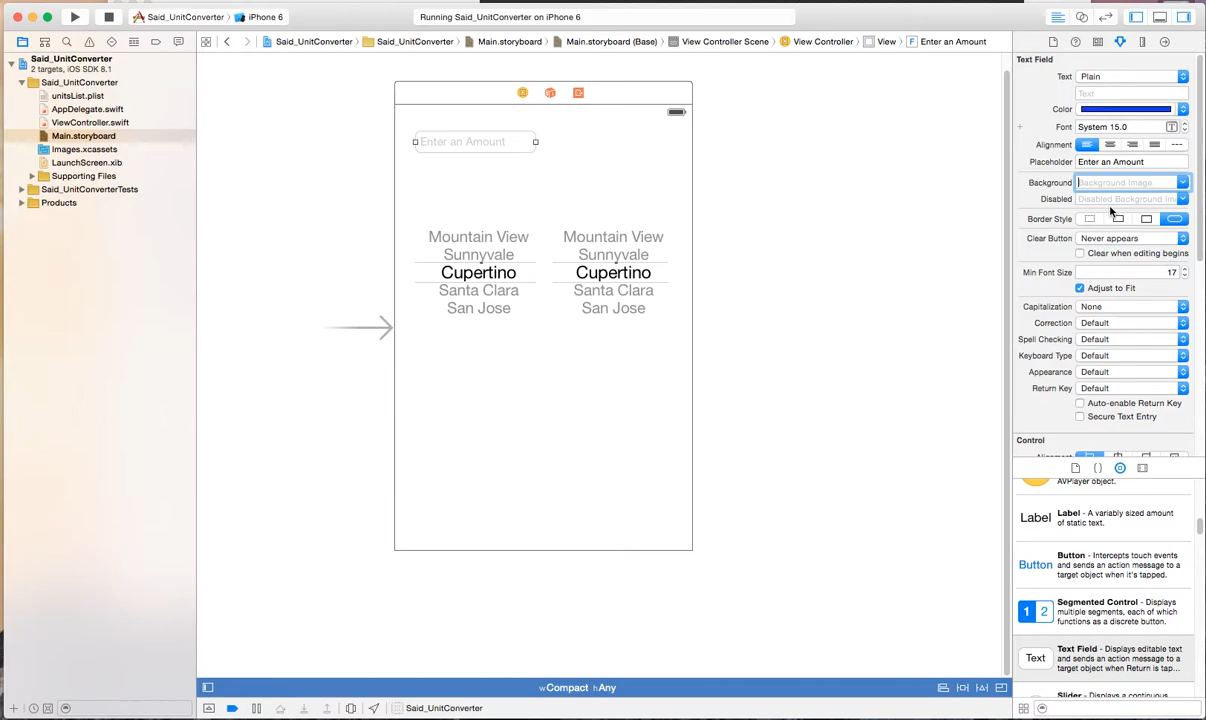 Said_UnitConverter iPhone 6
Running Said_UnitConverter on iPhone 6
Said_UnitConverter Said_UnitConverter Main.storyboard Main.storyboard (Base) View Controller Scene View Controller View F Enter an Amount
Said_UnitConverter
2 targets, iOS SDK 8.1
Said_UnitConverter
unitsList.plist
AppDelegate.swift
ViewController.swift
Main.storyboard
Images.xcassets
LaunchScreen.xib
Supporting Files
Said_UnitConverterTests
Products
Enter an Amount
Mountain View
Sunnyvale
Cupertino
Santa Clara
San Jose
Mountain View
Sunnyvale
Cupertino
Santa Clara
San Jose
wCompact hAny
Said_UnitConverter
Text Field
Text Plain
Text
Color
Font System 15.0 T
Alignment
Placeholder Enter an Amount
Background Background Image
Disabled Disabled Background Im
Border Style
Clear Button Never appears
Clear when editing begins
Min Font Size 17
Adjust to Fit
Capitalization None
Correction Default
Spell Checking Default
Keyboard Type Default
Appearance Default
Return Key Default
Auto-enable Return Key
Secure Text Entry
Control
AVPlayer object.
Label Label - A variably sized amount
of static text.
Button Button - Intercepts touch events
and sends an action message to a
target object when it's tapped.
1 2 Segmented Control - Displays
multiple segments, each of which
functions as a discrete button.
Text Text Field - Displays editable text
and sends an action message to a
target object when Return is tap...
Slider - Displays a continuous